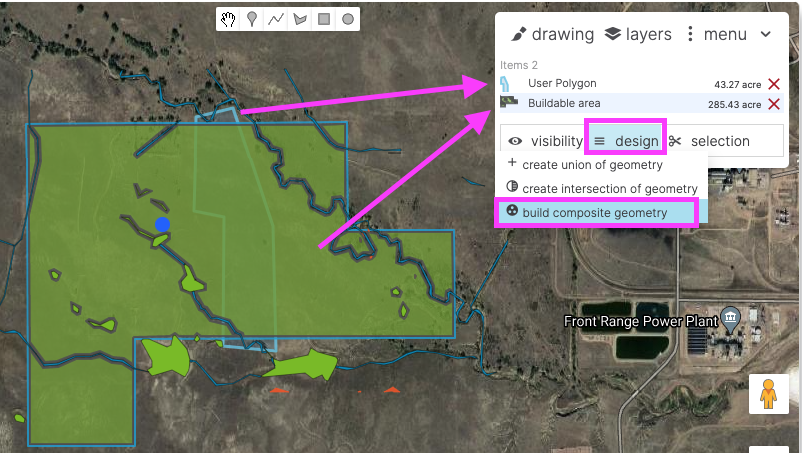 drawing layers menu
Items 2
User Polygon 43.27 acre
Buildable area 285.43 acre
visibility design selection
create union of geometry
create intersection of geometry
build composite geometry
Front Range Power Plant